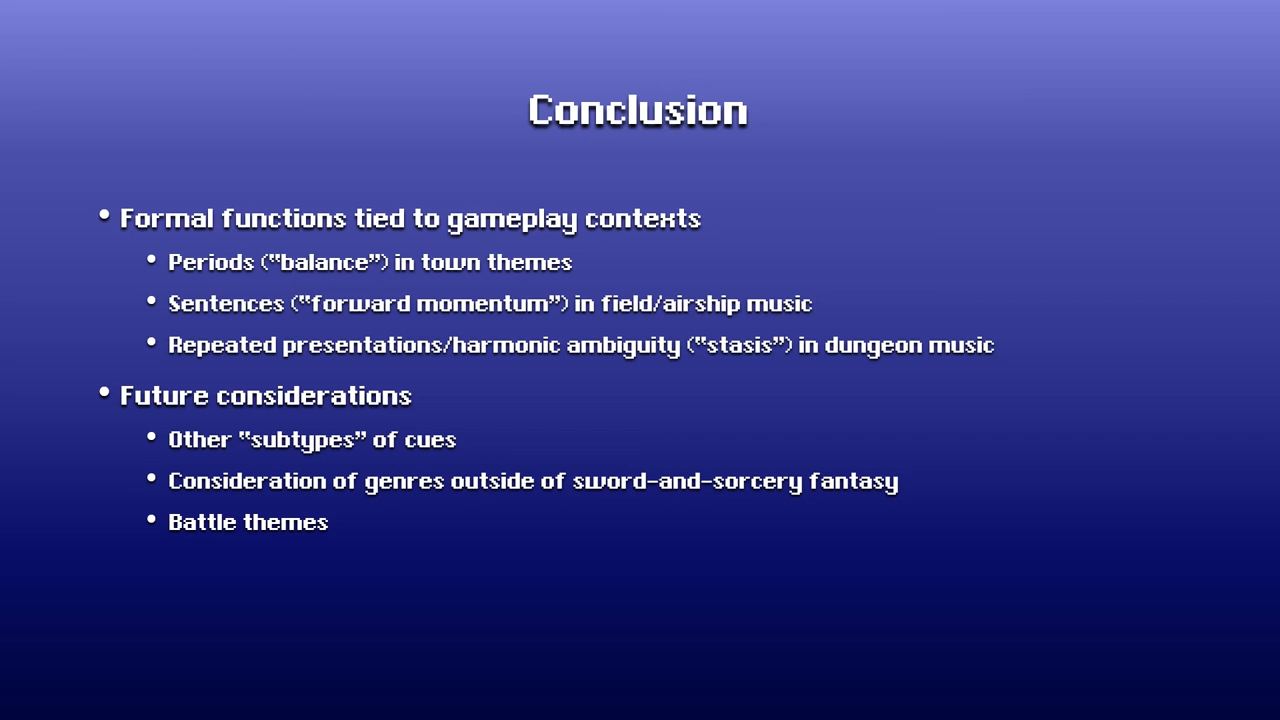 Conclusion
• Formal functions tied to gameplay contexts
• Periods (“balance”) in town themes
• Sentences (“forward momentum”) in field/airship music
• Repeated presentations/harmonic ambiguity (“stasis”) in dungeon music
• Future considerations
• Other “subtypes” of cues
• Consideration of genres outside of sword-and-sorcery fantasy
• Battle themes